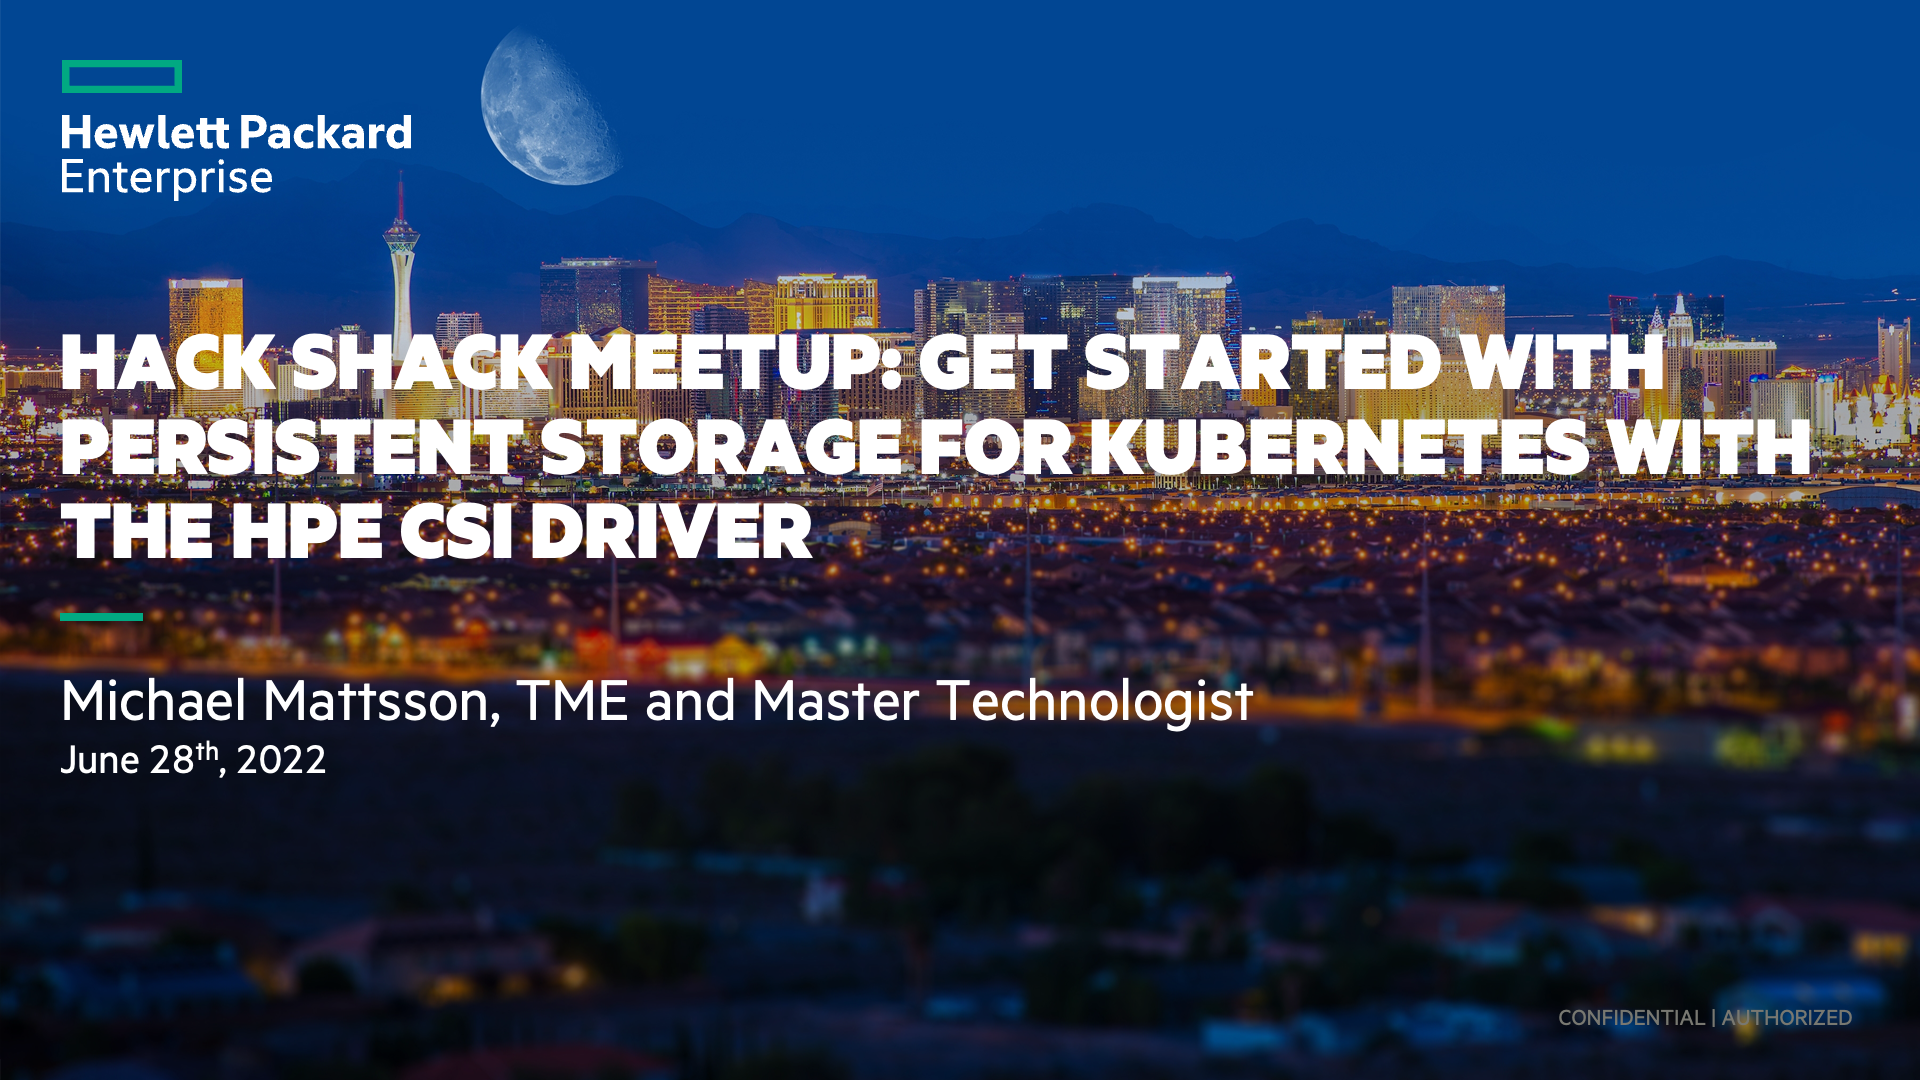 Hewlett Packard
Enterprise
HACK SHACK MEETUP: GET STARTED WITH
PERSISTENT STORAGE FOR KUBERNETES WITH
THE HPE CSI DRIVER
Michael Mattsson, TME and Master Technologist
June 28th, 2022
CONFIDENTIAL | AUTHORIZED